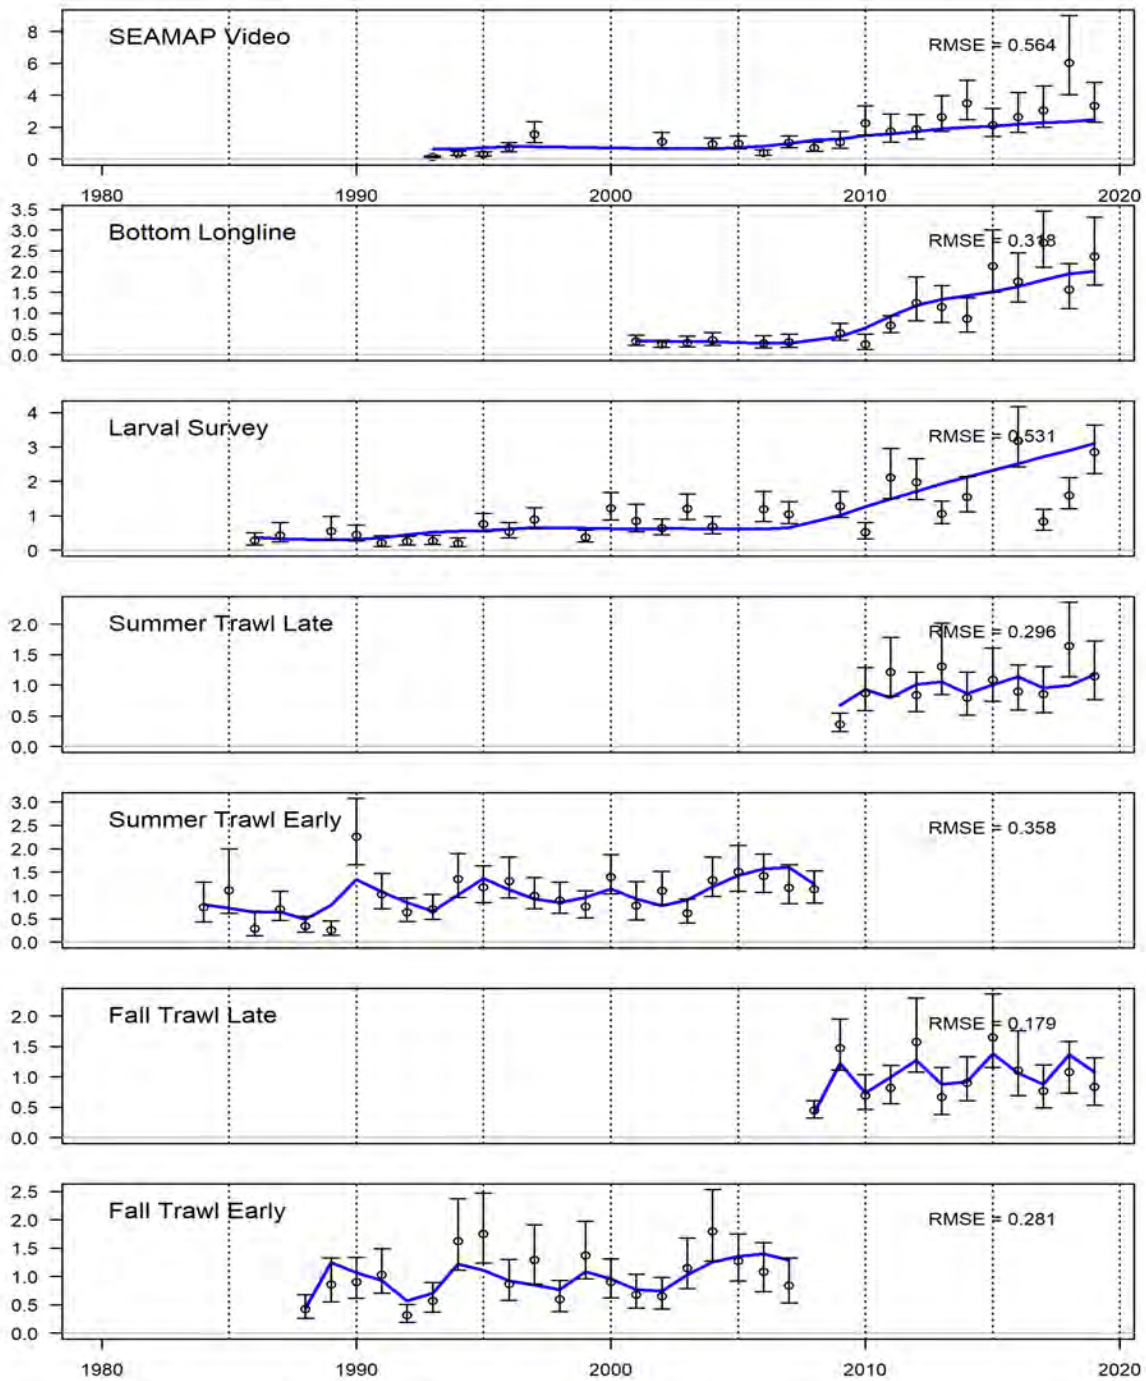 SEAMAP Video
RMSE = 0.564
8
6
4
2
0
1980 1990 2000 2010 2020
Bottom Longline
RMSE = 0.318
3.5
3.0
2.5
2.0
1.5
1.0
0.5
0.0
Larval Survey
RMSE = 0.531
4
3
2
1
0
Summer Trawl Late
RMSE = 0.296
2.0
1.5
1.0
0.5
0.0
Summer Trawl Early
RMSE = 0.358
3.0
2.5
2.0
1.5
1.0
0.5
0.0
Fall Trawl Late
RMSE = 0.179
2.0
1.5
1.0
0.5
0.0
Fall Trawl Early
RMSE = 0.281
2.5
2.0
1.5
1.0
0.5
0.0
1980 1990 2000 2010 2020